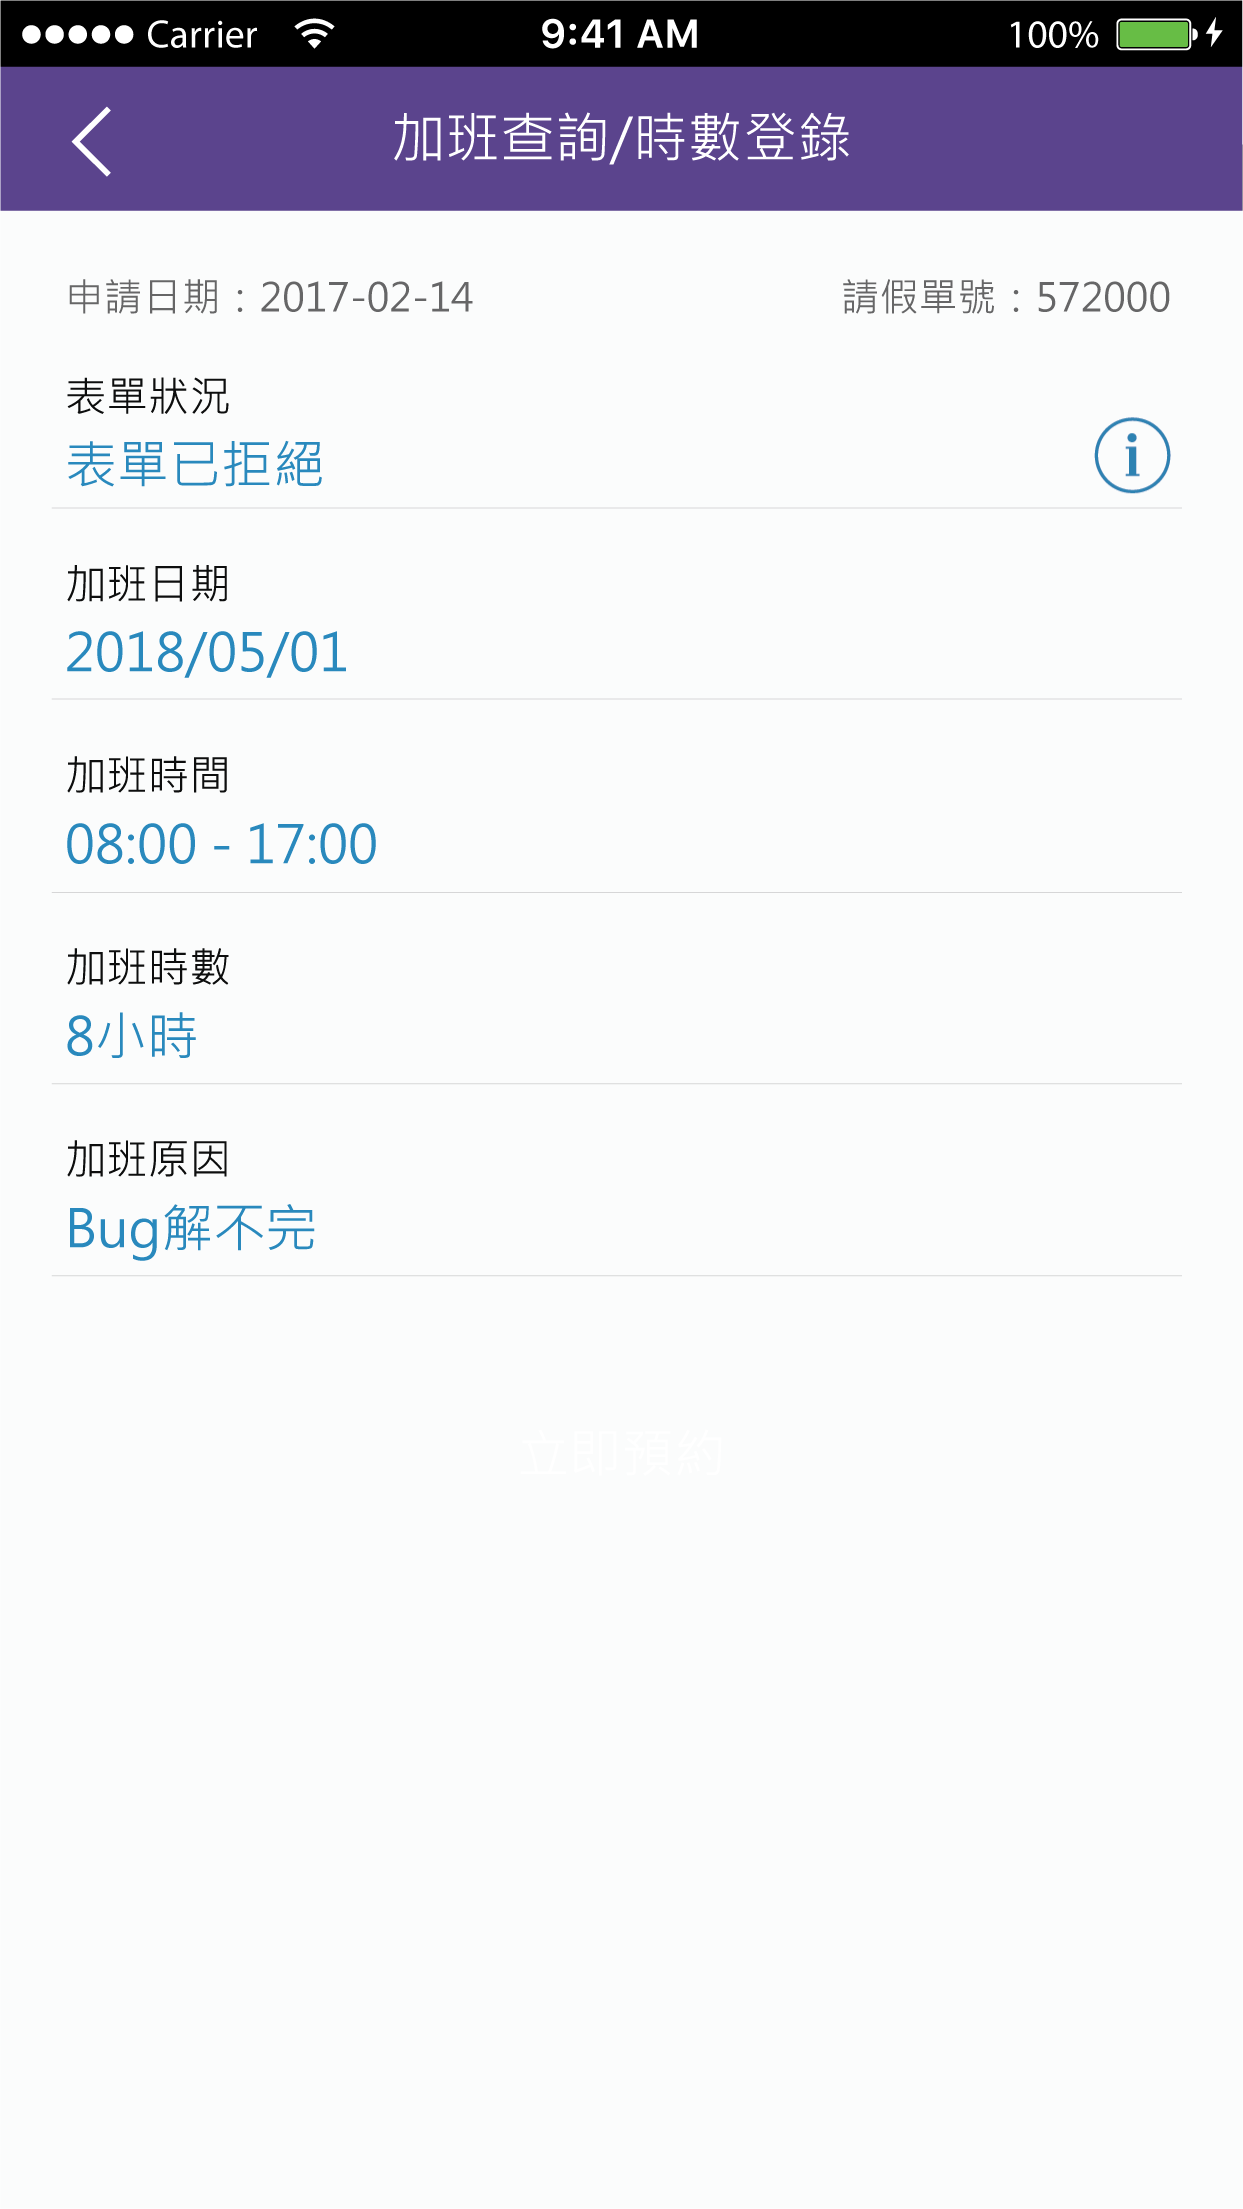 Carrier 9:41 AM 100%
加班查詢/時數登錄
申請日期：2017-02-14 請假單號：572000
表單狀況
表單已拒絕
加班日期
2018/05/01
加班時間
08:00 - 17:00
加班時數
8小時
加班原因
Bug解不完
立即預約